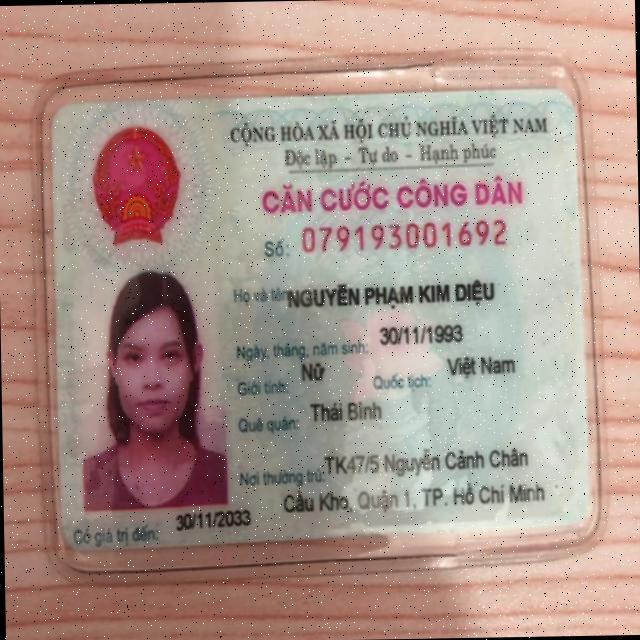 CỘNG HÒA XÃ HỘI CHỦ NGHĨA VIỆT NAM
Độc lập - Tự do - Hạnh phúc
CĂN CƯỚC CÔNG DÂN
Số: 079193001692
Họ và tên: NGUYỄN PHẠM KIM DIỆU
Ngày, tháng, năm sinh: 30/11/1993
Giới tính: Nữ Quốc tịch: Việt Nam
Quê quán: Thái Bình
Nơi thường trú: TK47/5 Nguyễn Cảnh Chân
Cầu Kho, Quận 1, TP. Hồ Chí Minh
Có giá trị đến: 30/11/2033